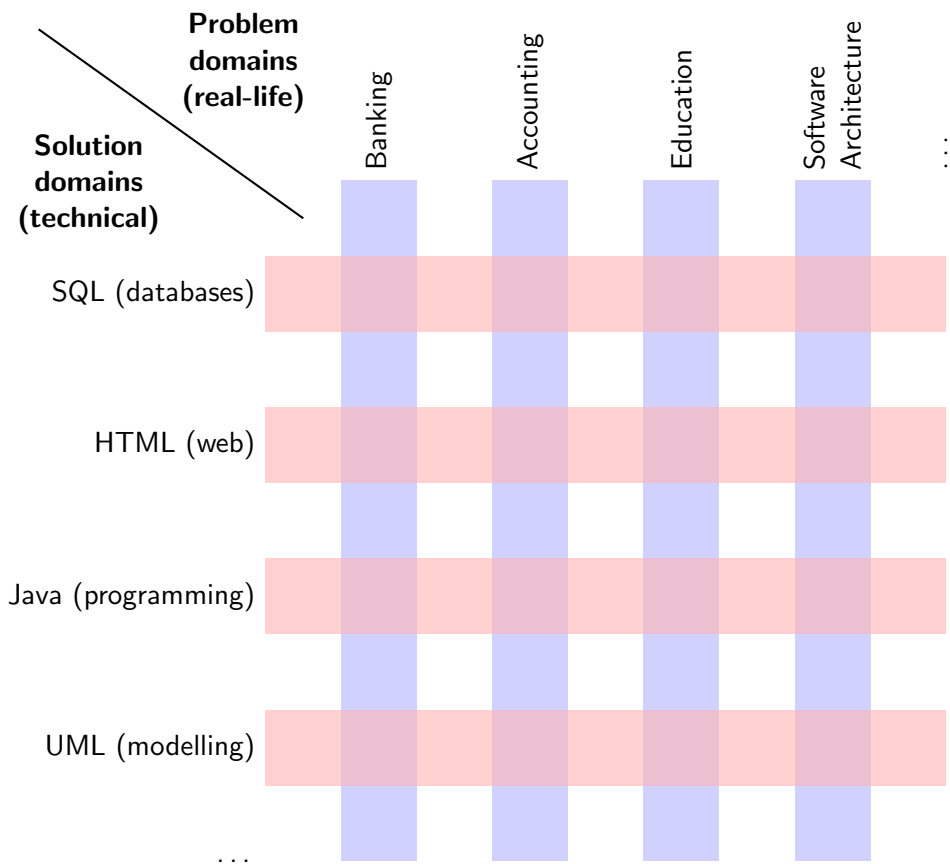 Problem
domains
(real-life)
Solution
domains
(technical)
Banking
Accounting
Education
Software
Architecture
...
SQL (databases)
HTML (web)
Java (programming)
UML (modelling)
...